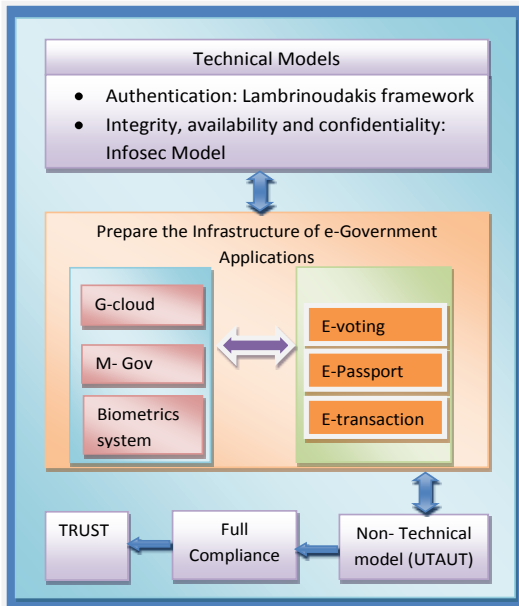 Technical Models
• Authentication: Lambrinoudakis framework
• Integrity, availability and confidentiality:
Infosec Model
Prepare the Infrastructure of e-Government
Applications
G-cloud
M- Gov
Biometrics
system
E-voting
E-Passport
E-transaction
TRUST
Full
Compliance
Non- Technical
model (UTAUT)